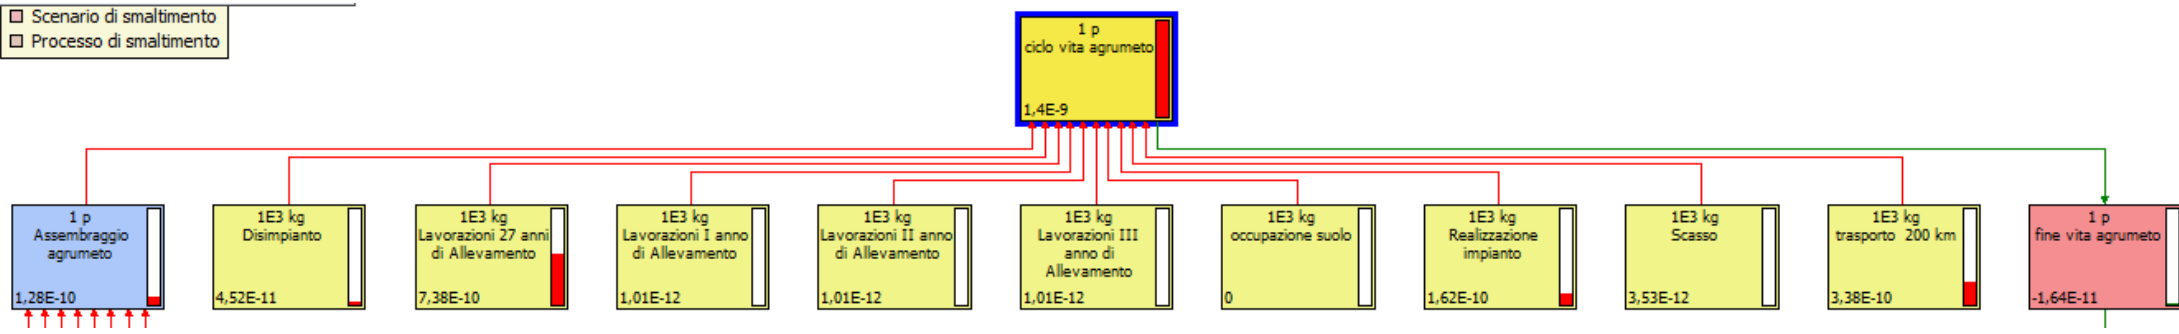 Scenario di smaltimento
Processo di smaltimento
1 p
ciclo vita agrumeto
1,4E-9
1 p
Assembraggio
agrumeto
1,28E-10
1E3 kg
Disimpianto
4,52E-11
1E3 kg
Lavorazioni 27 anni
di Allevamento
7,38E-10
1E3 kg
Lavorazioni I anno
di Allevamento
1,01E-12
1E3 kg
Lavorazioni II anno
di Allevamento
1,01E-12
1E3 kg
Lavorazioni III
anno di
Allevamento
1,01E-12
1E3 kg
occupazione suolo
0
1E3 kg
Realizzazione
impianto
1,62E-10
1E3 kg
Scasso
3,53E-12
1E3 kg
trasporto 200 km
3,38E-10
1 p
fine vita agrumeto
-1,64E-11